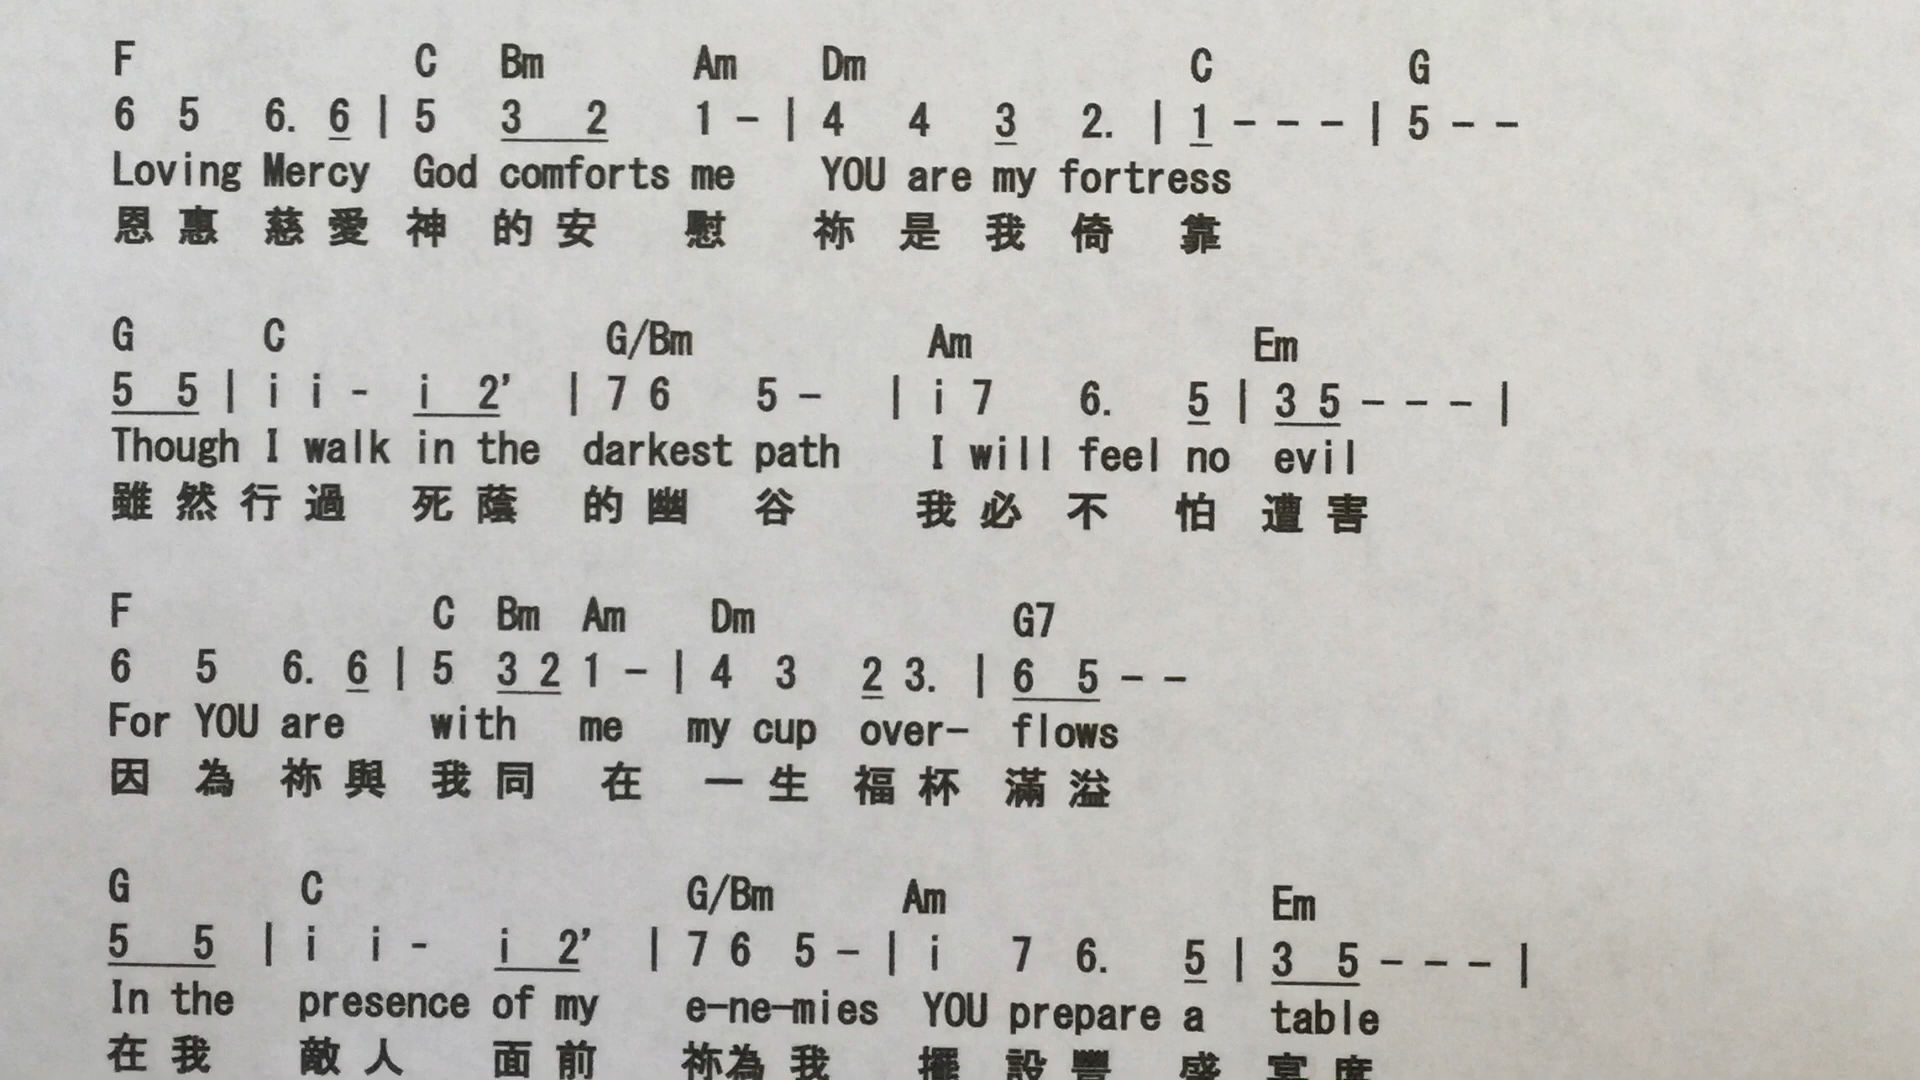 F C Bm Am Dm C G
6 5 6. 6 | 5 3 2 1 - | 4 4 3 2. | 1 - - - | 5 - -
Loving Mercy God comforts me YOU are my fortress
恩惠慈愛神的安慰 祢是我倚靠
G C G/Bm Am Em
5 5 | i i - i 2' | 7 6 5 - | i 7 6. 5 | 3 5 - - - |
Though I walk in the darkest path I will feel no evil
雖然行過死蔭的幽谷 我必不怕遭害
F C Bm Am Dm G7
6 5 6. 6 | 5 3 2 1 - | 4 3 2 3. | 6 5 - -
For YOU are with me my cup over- flows
因為祢與我同在 一生福杯滿溢
G C G/Bm Am Em
5 5 | i i - i 2' | 7 6 5 - | i 7 6. 5 | 3 5 - - - |
In the presence of my e-ne-mies YOU prepare a table
在我敵人面前 祢為我擺設豐盛宴席